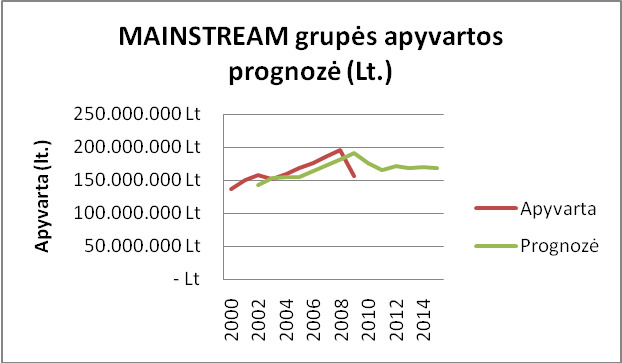 MAINSTREAM grupės apyvartos
prognozė (Lt.)
Apyvarta (lt.)
250.000.000 Lt
200.000.000 Lt
150.000.000 Lt
100.000.000 Lt
50.000.000 Lt
- Lt
2000
2002
2004
2006
2008
2010
2012
2014
Apyvarta
Prognozė